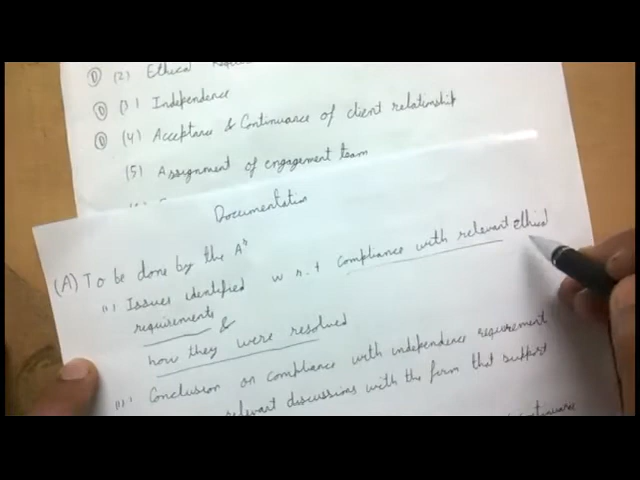 (D) (2) Ethical
(D) (3) Independence
(D) (4) Acceptance & Continuance of client relationship
(5) Assignment of engagement team
Documentation
(A) To be done by the Ar
(i) Issues identified w r.t compliance with relevant ethical
requirements &
how they were resolved
(ii) Conclusion on compliance with independence requirement
relevant discussions with the firm that support